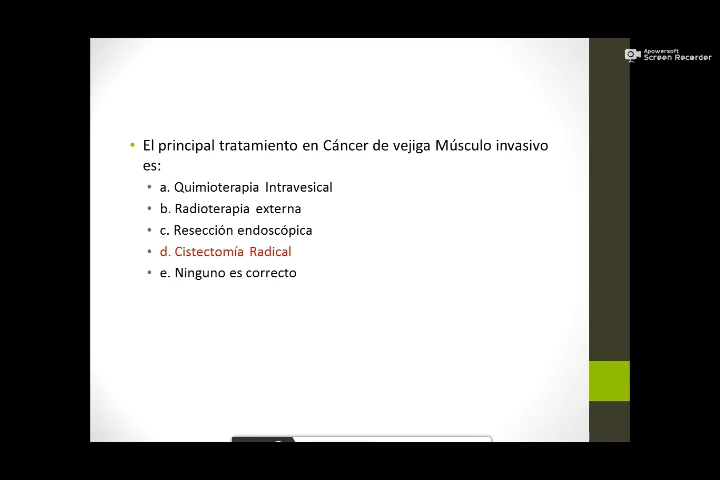 Apowersoft
Screen Recorder
El principal tratamiento en Cáncer de vejiga Músculo invasivo
es:
a. Quimioterapia Intravesical
b. Radioterapia externa
c. Resección endoscópica
d. Cistectomía Radical
e. Ninguno es correcto